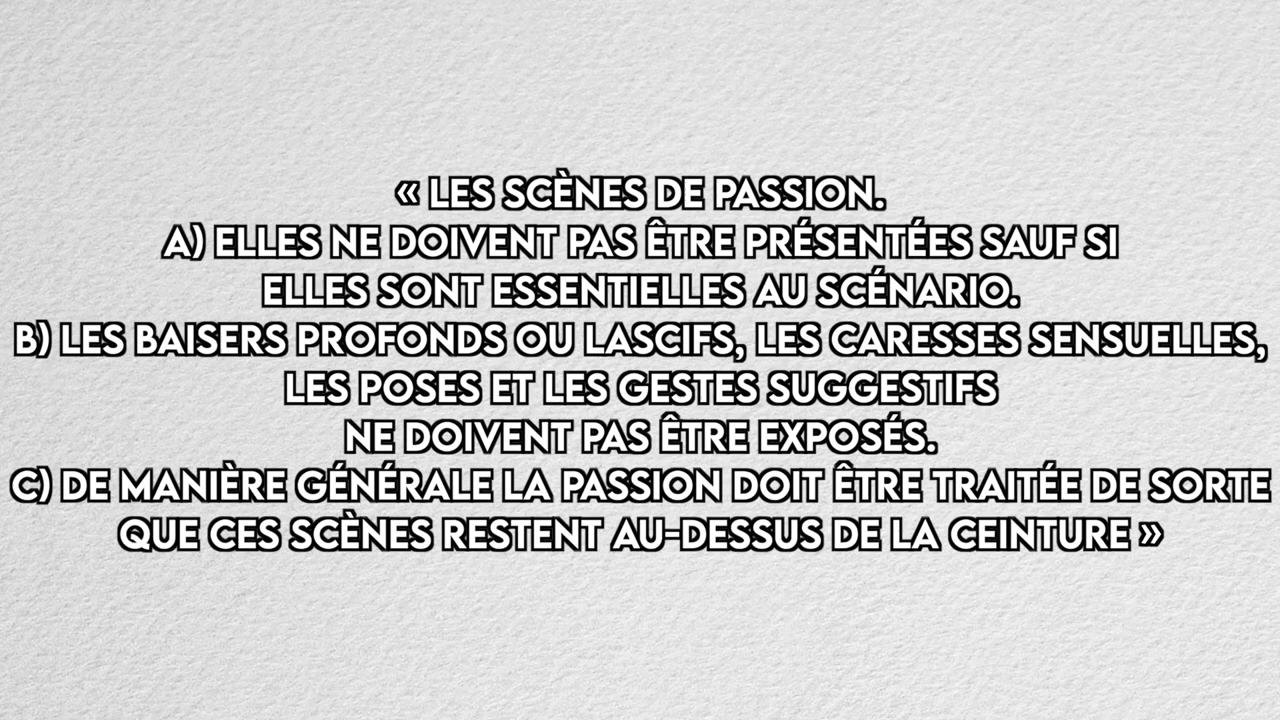 « LES SCÈNES DE PASSION.
A) ELLES NE DOIVENT PAS ÊTRE PRÉSENTÉES SAUF SI
ELLES SONT ESSENTIELLES AU SCÉNARIO.
B) LES BAISERS PROFONDS OU LASCIFS, LES CARESSES SENSUELLES,
LES POSES ET LES GESTES SUGGESTIFS
NE DOIVENT PAS ÊTRE EXPOSÉS.
C) DE MANIÈRE GÉNÉRALE LA PASSION DOIT ÊTRE TRAITÉE DE SORTE
QUE CES SCÈNES RESTENT AU-DESSUS DE LA CEINTURE »